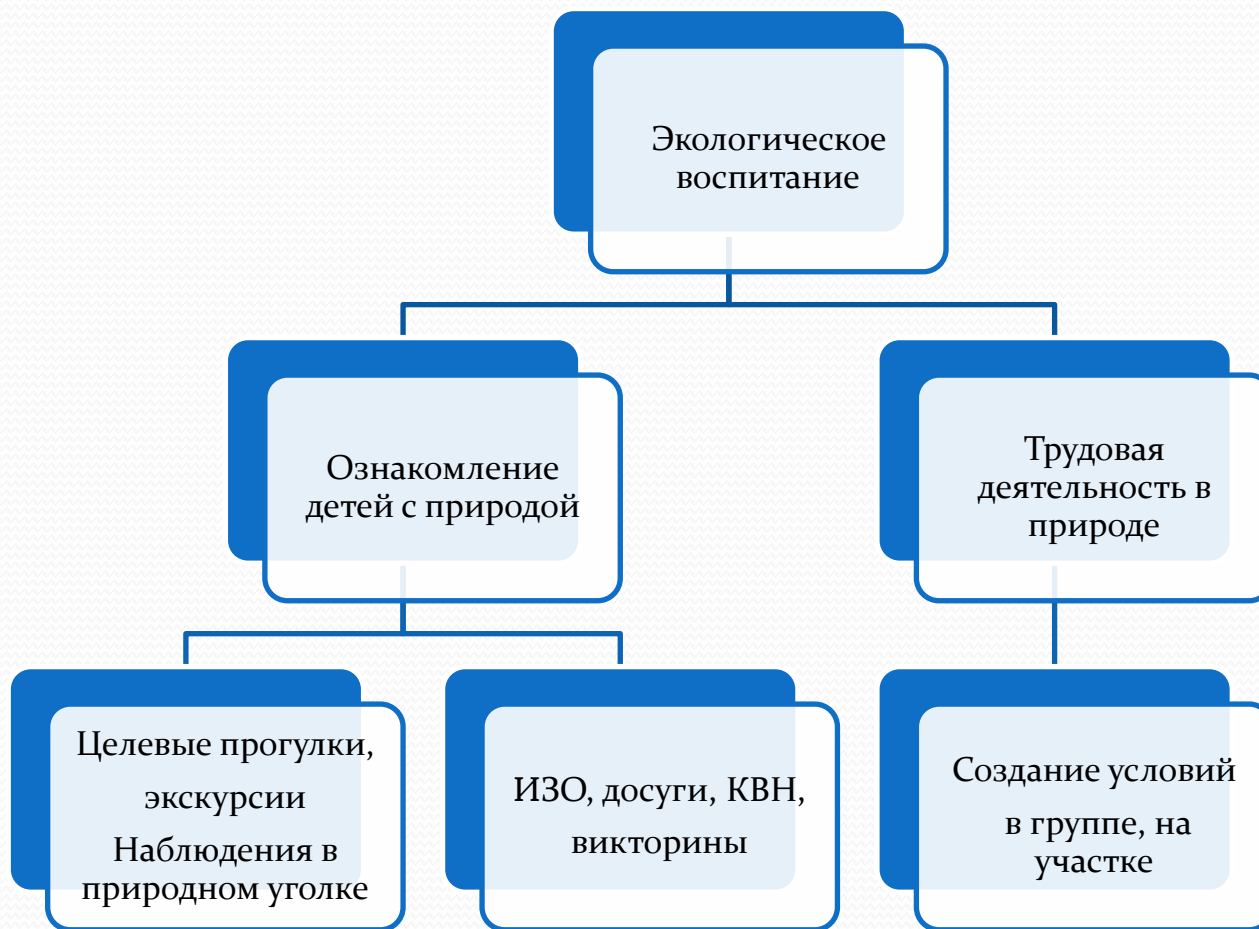 Экологическое
воспитание
Ознакомление
детей с природой
Трудовая
деятельность в
природе
Целевые прогулки,
экскурсии
Наблюдения в
природном уголке
ИЗО, досуги, КВН,
викторины
Создание условий
в группе, на
участке